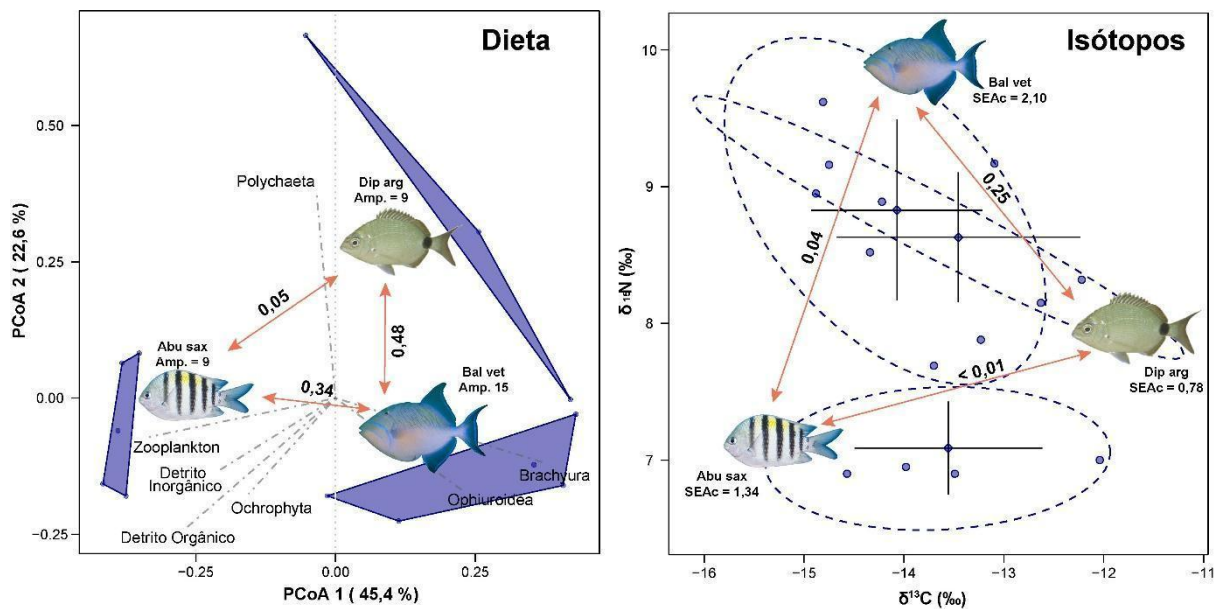 Dieta
PCoA 2 ( 22,6 %)
0.50
0.25
0.00
−0.25
Polychaeta
Dip arg
Amp. = 9
0,05
0,48
Abu sax
Amp. = 9
0,34
Bal vet
Amp. 15
Zooplankton
Detrito
Inorgânico
Ochrophyta
Detrito Orgânico
Brachyura
Ophiuroidea
−0.25
0.00
0.25
PCoA 1 ( 45,4 %)
Isótopos
δ ¹⁵N (‰)
10
9
8
7
Bal vet
SEAc = 2,10
0,25
0,04
< 0,01
Dip arg
SEAc = 0,78
Abu sax
SEAc = 1,34
−16
−15
−14
−13
−12
−11
δ¹³C (‰)